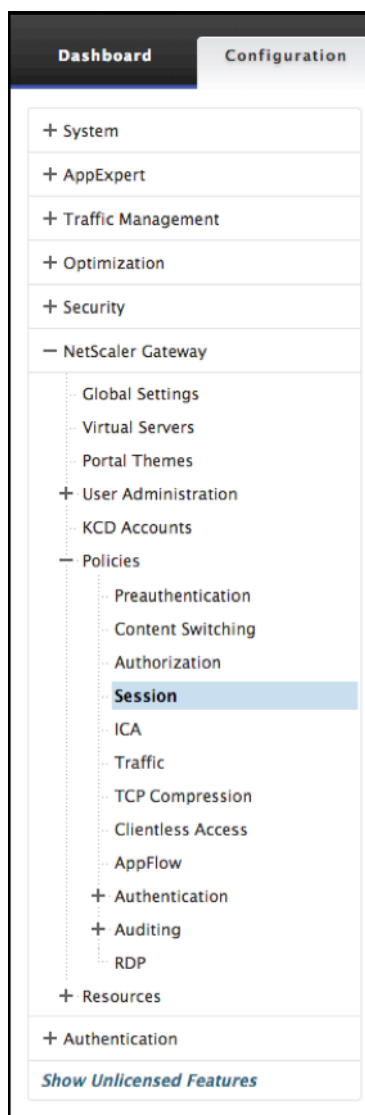 Dashboard Configuration
+ System
+ AppExpert
+ Traffic Management
+ Optimization
+ Security
− NetScaler Gateway
Global Settings
Virtual Servers
Portal Themes
+ User Administration
KCD Accounts
− Policies
Preauthentication
Content Switching
Authorization
Session
ICA
Traffic
TCP Compression
Clientless Access
AppFlow
+ Authentication
+ Auditing
RDP
+ Resources
+ Authentication
Show Unlicensed Features